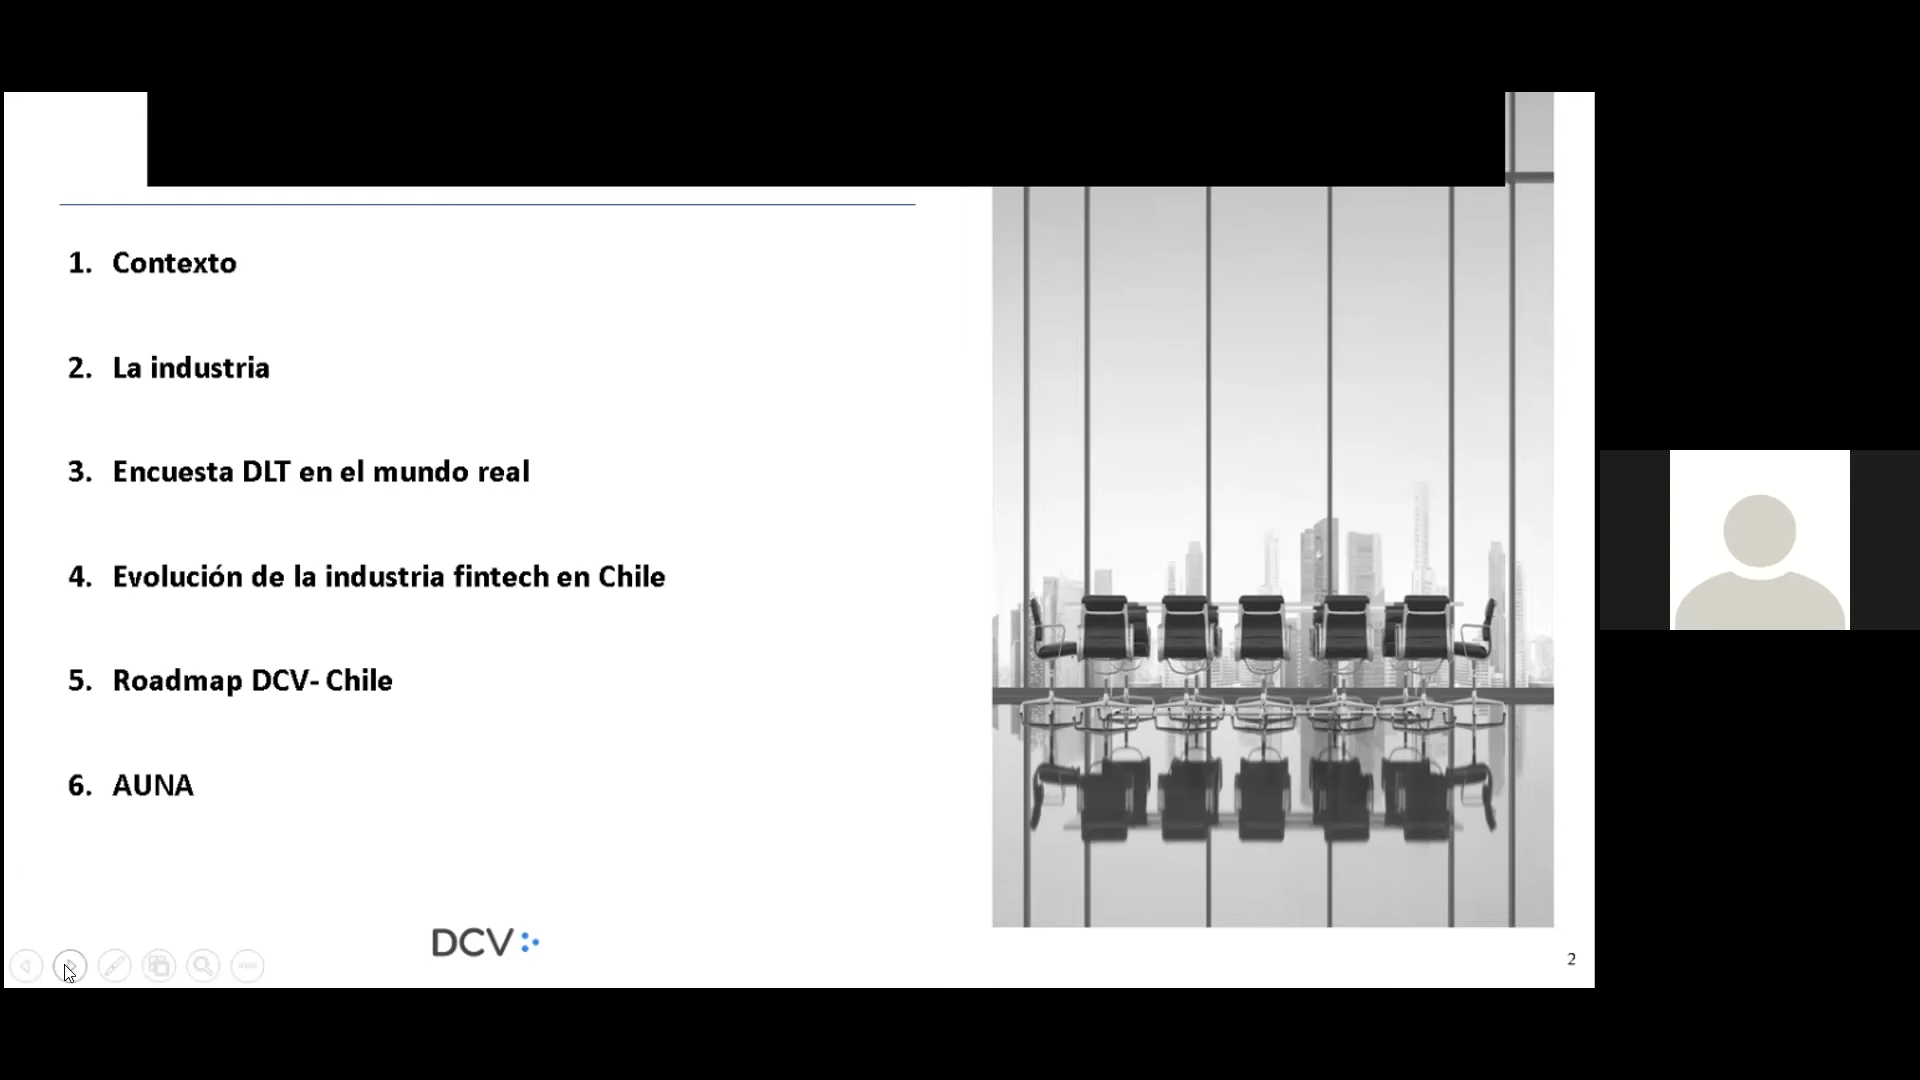 1. Contexto
2. La industria
3. Encuesta DLT en el mundo real
4. Evolución de la industria fintech en Chile
5. Roadmap DCV- Chile
6. AUNA
DCV
2